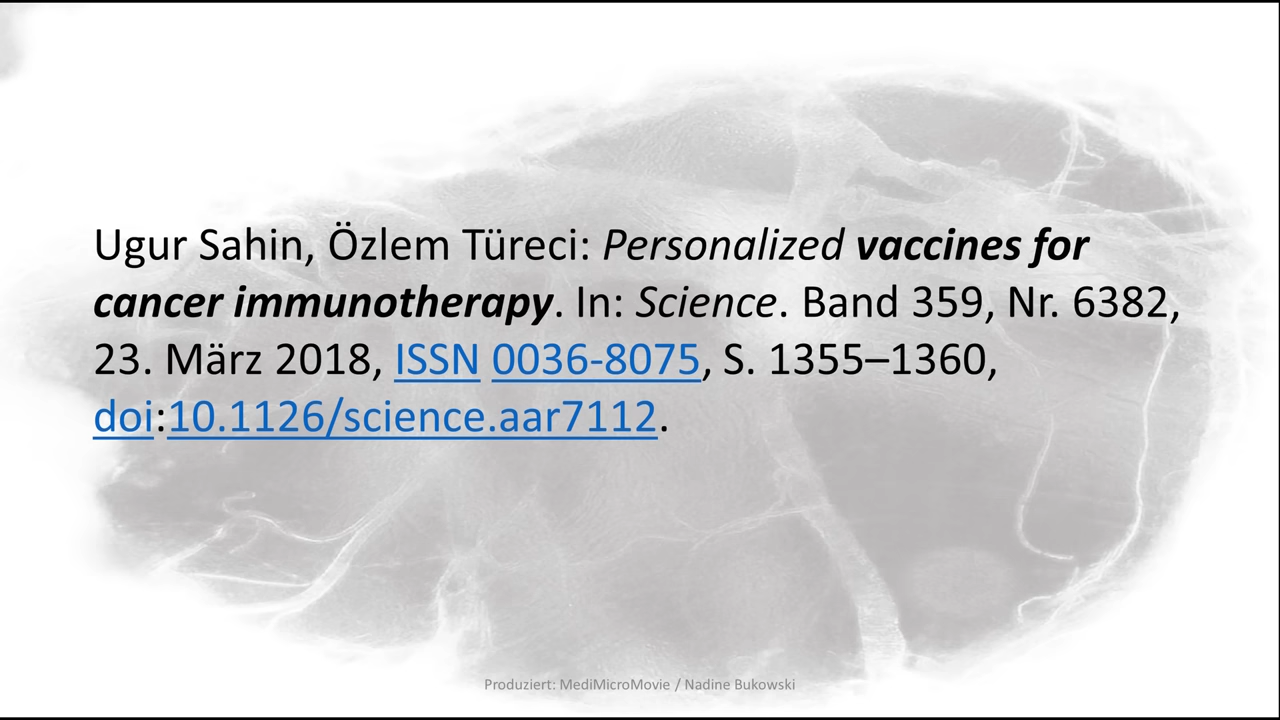 Ugur Sahin, Özlem Türeci: Personalized vaccines for
cancer immunotherapy. In: Science. Band 359, Nr. 6382,
23. März 2018, ISSN 0036-8075, S. 1355–1360,
doi:10.1126/science.aar7112.
Produziert: MediMicroMovie / Nadine Bukowski